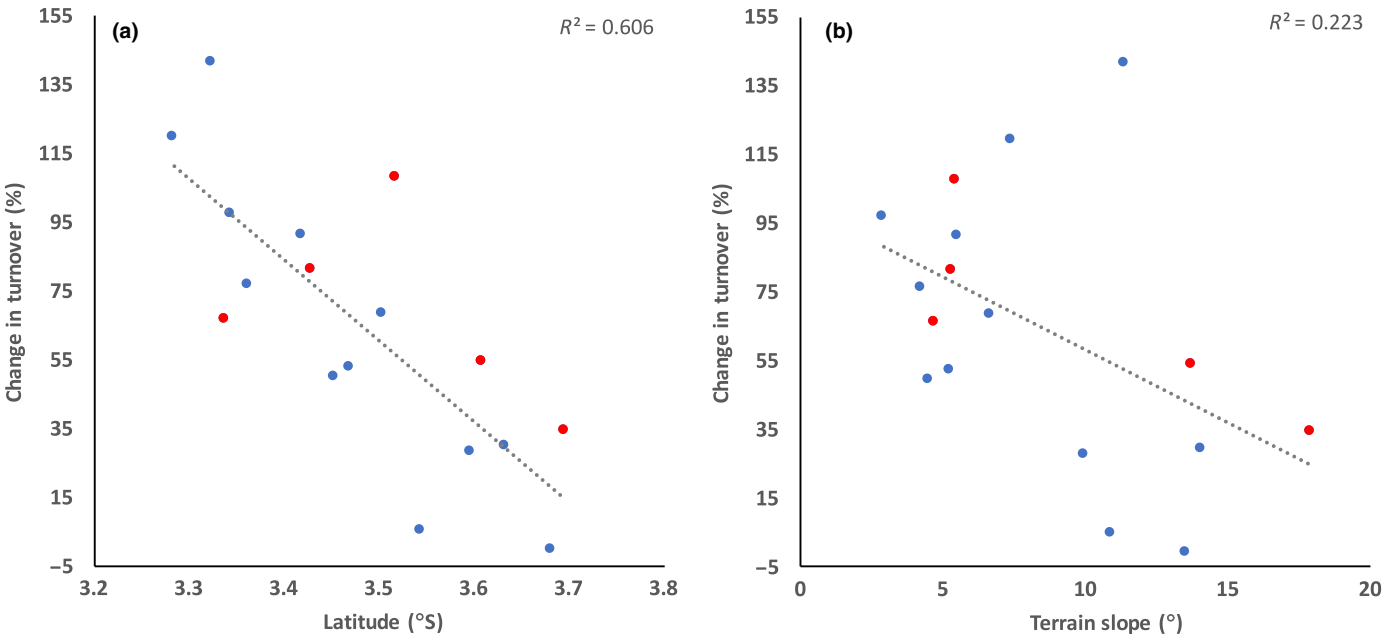 (a)
R² = 0.606
Change in turnover (%)
155
135
115
95
75
55
35
15
–5
3.2 3.3 3.4 3.5 3.6 3.7 3.8
Latitude (°S)
(b)
R² = 0.223
Change in turnover (%)
155
135
115
95
75
55
35
15
–5
0 5 10 15 20
Terrain slope (°)